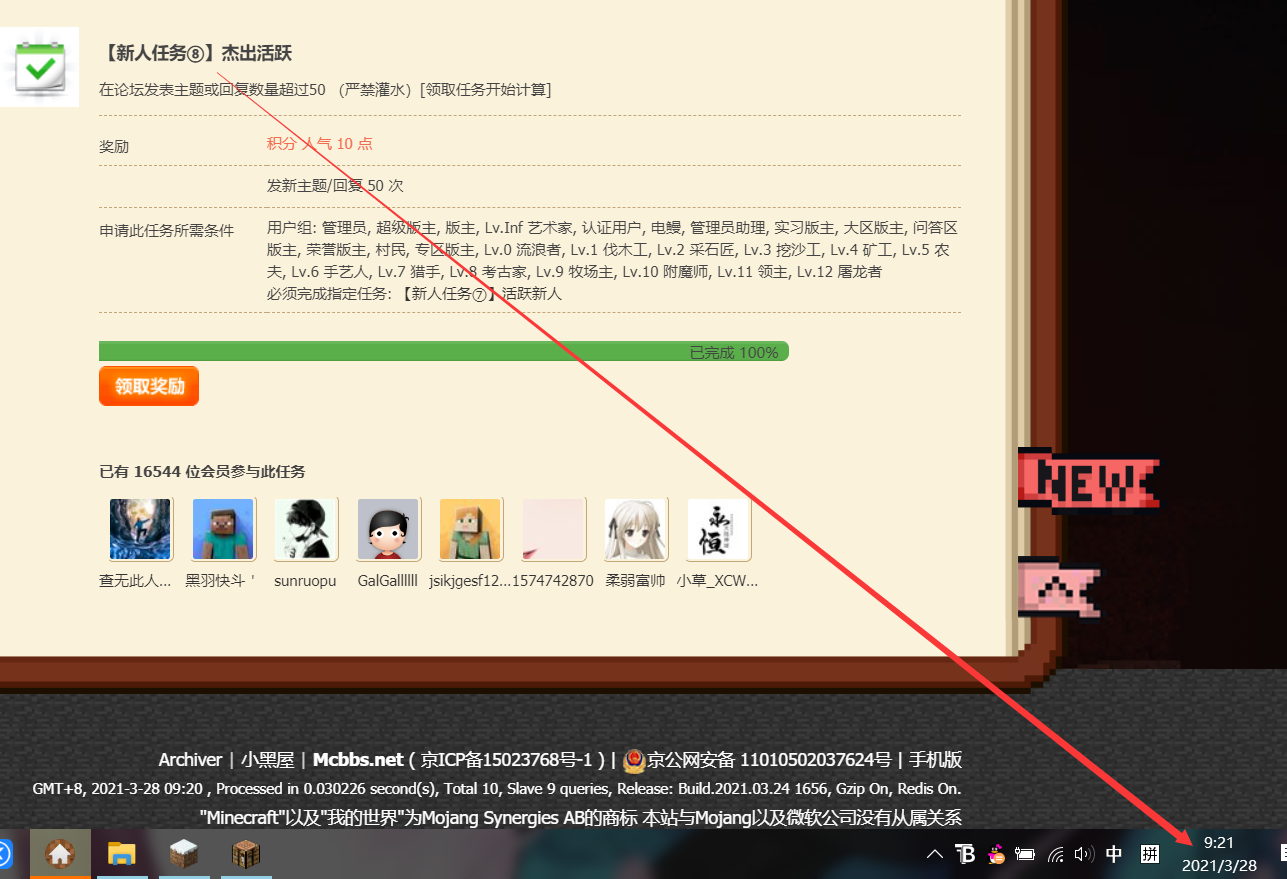 【新人任务⑧】杰出活跃
在论坛发表主题或回复数量超过50 （严禁灌水）[领取任务开始计算]
奖励
积分 人气 10 点
发新主题/回复 50 次
申请此任务所需条件
用户组: 管理员, 超级版主, 版主, Lv.Inf 艺术家, 认证用户, 电鳗, 管理员助理, 实习版主, 大区版主, 问答区
版主, 荣誉版主, 村民, 专区版主, Lv.0 流浪者, Lv.1 伐木工, Lv.2 采石匠, Lv.3 挖沙工, Lv.4 矿工, Lv.5 农
夫, Lv.6 手艺人, Lv.7 猎手, Lv.8 考古家, Lv.9 牧场主, Lv.10 附魔师, Lv.11 领主, Lv.12 屠龙者
必须完成指定任务: 【新人任务⑦】活跃新人
已完成 100%
领取奖励
已有 16544 位会员参与此任务
NEW
永恒
查无此人... 黑羽快斗 ' sunruopu GalGallllll jsikjgesf12... 1574742870 柔弱富帅 小草_XCW...
Archiver | 小黑屋 | Mcbbs.net ( 京ICP备15023768号-1 ) | 京公网安备 11010502037624号 | 手机版
GMT+8, 2021-3-28 09:20 , Processed in 0.030226 second(s), Total 10, Slave 9 queries, Release: Build.2021.03.24 1656, Gzip On, Redis On.
"Minecraft"以及"我的世界"为Mojang Synergies AB的商标 本站与Mojang以及微软公司没有从属关系
中
拼
9:21
2021/3/28